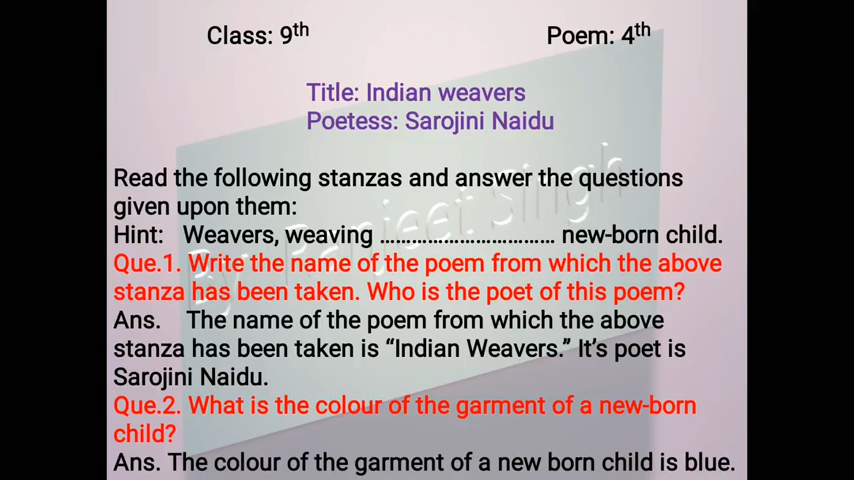 Class: 9th Poem: 4th
Title: Indian weavers
Poetess: Sarojini Naidu
Read the following stanzas and answer the questions
given upon them:
Hint: Weavers, weaving ................................. new-born child.
Que.1. Write the name of the poem from which the above
stanza has been taken. Who is the poet of this poem?
Ans. The name of the poem from which the above
stanza has been taken is “Indian Weavers.” It’s poet is
Sarojini Naidu.
Que.2. What is the colour of the garment of a new-born
child?
Ans. The colour of the garment of a new born child is blue.